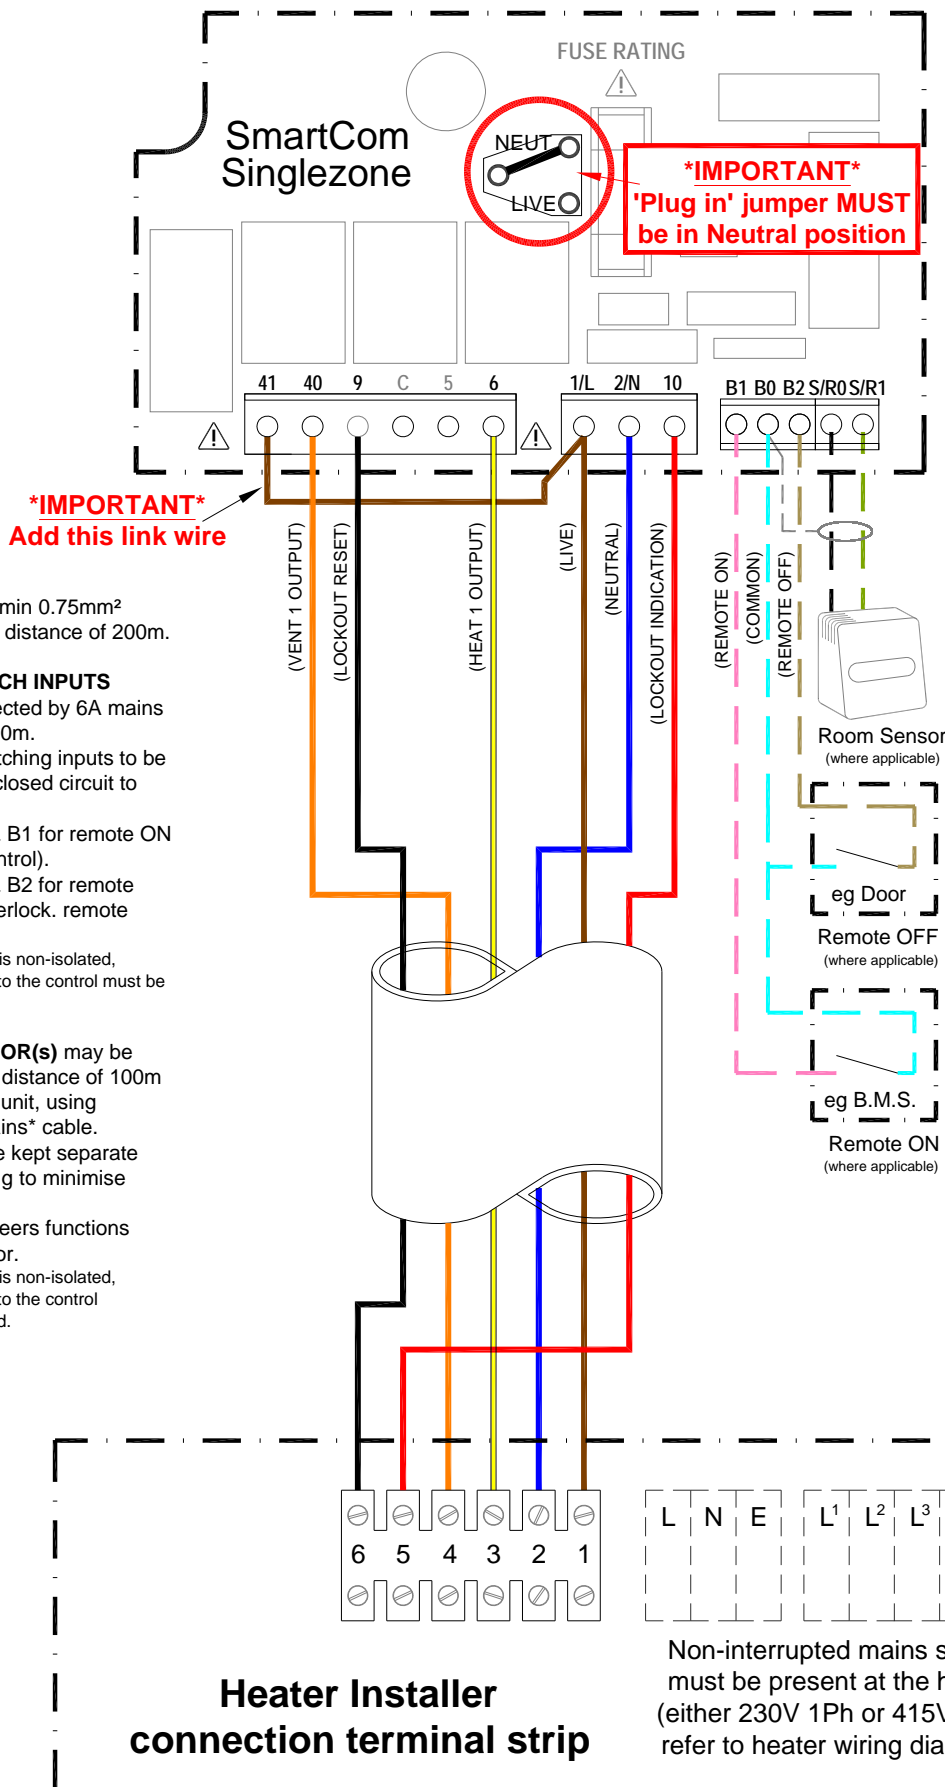 FUSE RATING
SmartCom
Singlezone
NEUT
LIVE
*IMPORTANT*
'Plug in' jumper MUST
be in Neutral position
41 40 9 C 5 6 1/L 2/N 10 B1 B0 B2 S/R0 S/R1
*IMPORTANT*
Add this link wire
(VENT 1 OUTPUT)
(LOCKOUT RESET)
(HEAT 1 OUTPUT)
(LIVE)
(NEUTRAL)
(LOCKOUT INDICATION)
(REMOTE ON)
(COMMON)
(REMOTE OFF)
min 0.75mm²
distance of 200m.
CH INPUTS
ected by 6A mains
0m.
tching inputs to be
closed circuit to
B1 for remote ON
ntrol).
B2 for remote
erlock. remote
is non-isolated,
to the control must be
OR(s) may be
distance of 100m
unit, using
ains* cable.
e kept separate
g to minimise
eers functions
or.
is non-isolated,
to the control
d.
Room Sensor
(where applicable)
eg Door
Remote OFF
(where applicable)
eg B.M.S.
Remote ON
(where applicable)
6 5 4 3 2 1
L N E L¹ L² L³
Heater Installer
connection terminal strip
Non-interrupted mains s
must be present at the h
(either 230V 1Ph or 415V
refer to heater wiring dia